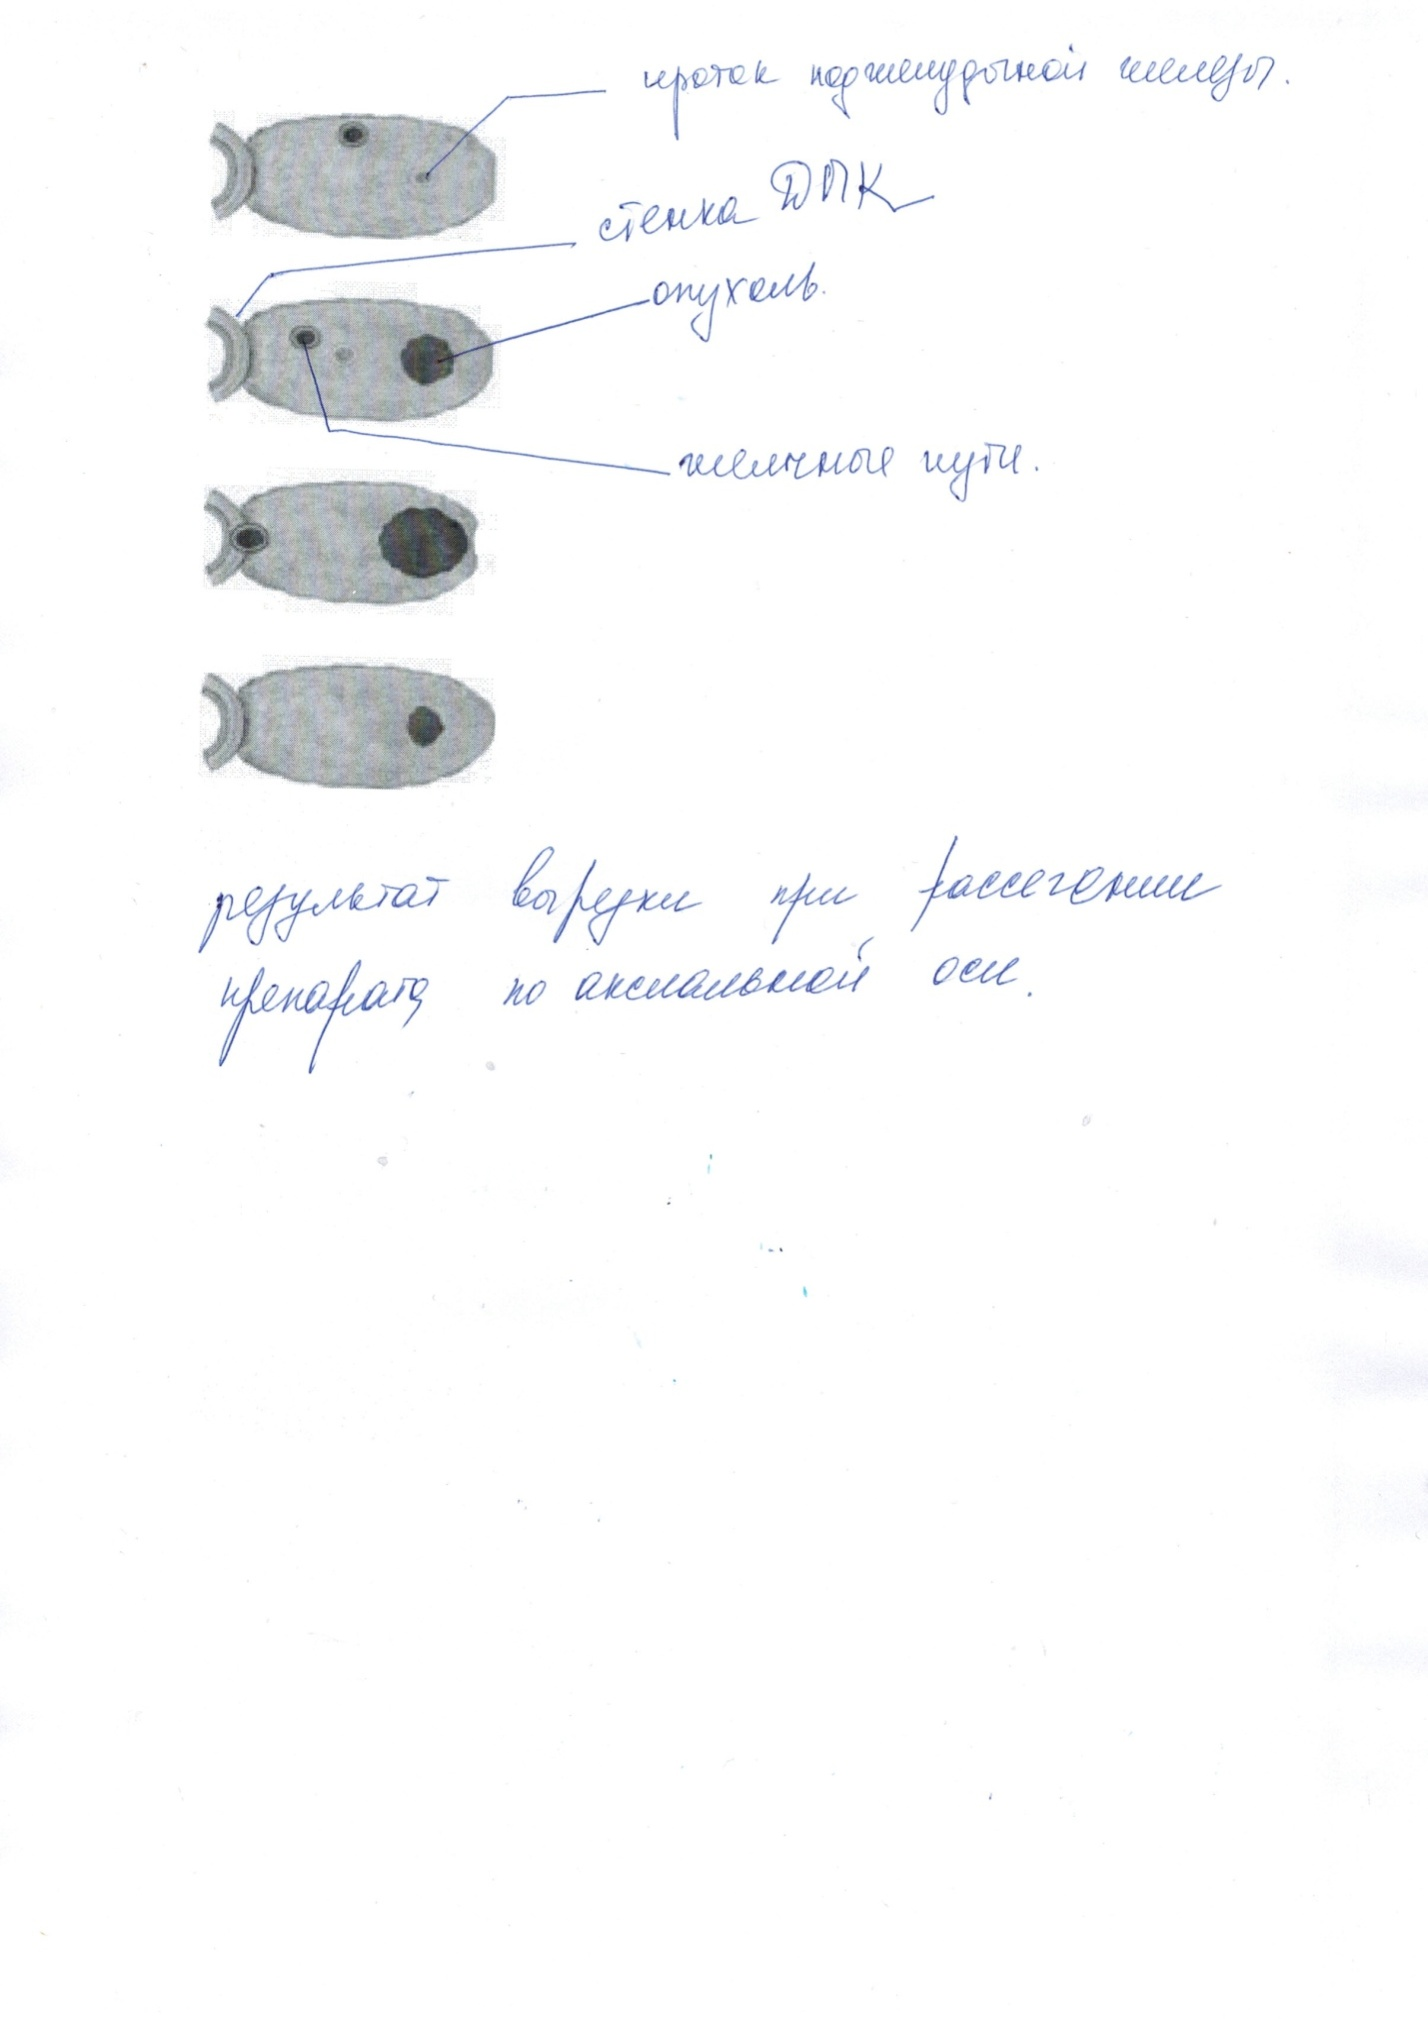 проток поджелудочной железы.
стенка ДПК
опухоль.
желчные пути.
результат вырезки при рассечении
препарата по аксиальной оси.